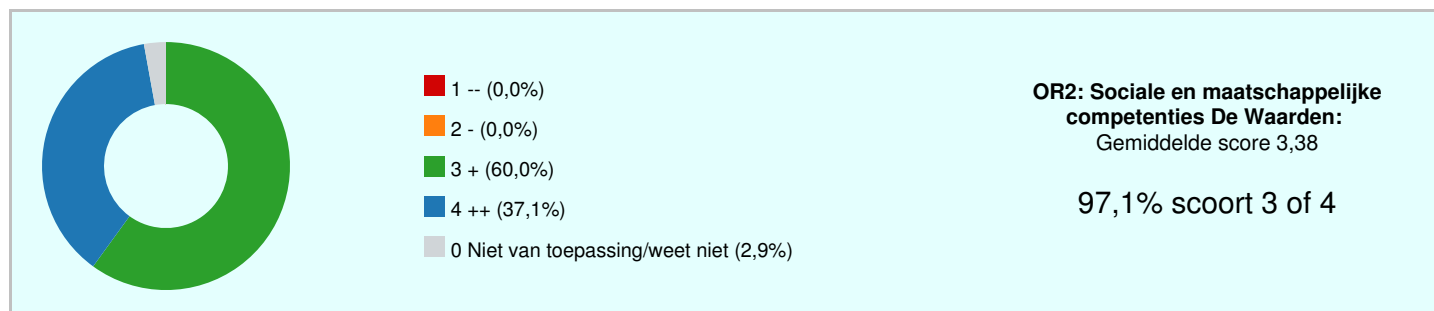 1 -- (0,0%)
2 - (0,0%)
3 + (60,0%)
4 ++ (37,1%)
0 Niet van toepassing/weet niet (2,9%)
OR2: Sociale en maatschappelijke
competenties De Waarden:
Gemiddelde score 3,38
97,1% scoort 3 of 4